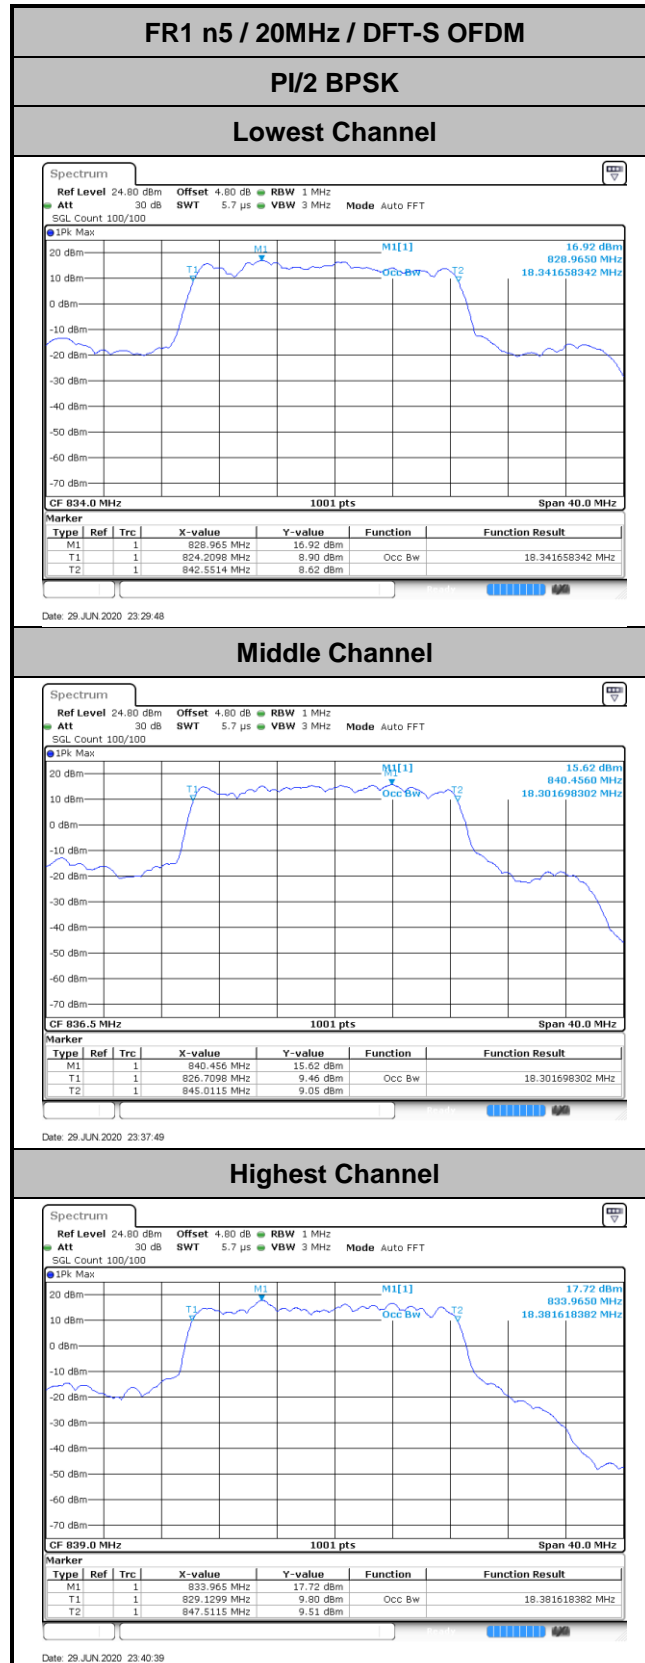 FR1 n5 / 20MHz / DFT-S OFDM
PI/2 BPSK
Lowest Channel
Spectrum
Ref Level 24.80 dBm Offset 4.80 dB RBW 1 MHz
Att 30 dB SWT 5.7 µs VBW 3 MHz Mode Auto FFT
SGL Count 100/100
1Pk Max
M1[1] 16.92 dBm
828.9650 MHz
Occ Bw 18.341658342 MHz
M1
T1
T2
20 dBm
10 dBm
0 dBm
-10 dBm
-20 dBm
-30 dBm
-40 dBm
-50 dBm
-60 dBm
-70 dBm
CF 834.0 MHz 1001 pts Span 40.0 MHz
Marker
Type Ref Trc X-value Y-value Function Function Result
M1 1 828.965 MHz 16.92 dBm
T1 1 824.2098 MHz 8.90 dBm Occ Bw 18.341658342 MHz
T2 1 842.5514 MHz 8.62 dBm
Ready
Date: 29.JUN.2020 23:29:48
Middle Channel
Spectrum
Ref Level 24.80 dBm Offset 4.80 dB RBW 1 MHz
Att 30 dB SWT 5.7 µs VBW 3 MHz Mode Auto FFT
SGL Count 100/100
1Pk Max
M1[1] 15.62 dBm
840.4560 MHz
Occ Bw 18.301698302 MHz
M1
T1
T2
20 dBm
10 dBm
0 dBm
-10 dBm
-20 dBm
-30 dBm
-40 dBm
-50 dBm
-60 dBm
-70 dBm
CF 836.5 MHz 1001 pts Span 40.0 MHz
Marker
Type Ref Trc X-value Y-value Function Function Result
M1 1 840.456 MHz 15.62 dBm
T1 1 826.7098 MHz 9.46 dBm Occ Bw 18.301698302 MHz
T2 1 845.0115 MHz 9.05 dBm
Ready
Date: 29.JUN.2020 23:37:49
Highest Channel
Spectrum
Ref Level 24.80 dBm Offset 4.80 dB RBW 1 MHz
Att 30 dB SWT 5.7 µs VBW 3 MHz Mode Auto FFT
SGL Count 100/100
1Pk Max
M1[1] 17.72 dBm
833.9650 MHz
Occ Bw 18.381618382 MHz
M1
T1
T2
20 dBm
10 dBm
0 dBm
-10 dBm
-20 dBm
-30 dBm
-40 dBm
-50 dBm
-60 dBm
-70 dBm
CF 839.0 MHz 1001 pts Span 40.0 MHz
Marker
Type Ref Trc X-value Y-value Function Function Result
M1 1 833.965 MHz 17.72 dBm
T1 1 829.1299 MHz 9.80 dBm Occ Bw 18.381618382 MHz
T2 1 847.5115 MHz 9.51 dBm
Ready
Date: 29.JUN.2020 23:40:39